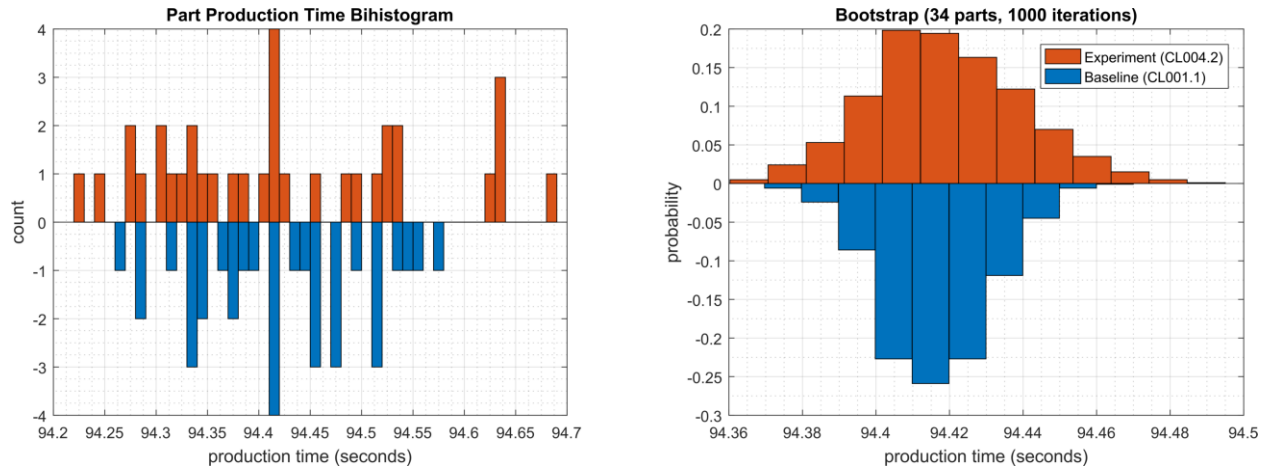 Part Production Time Bihistogram
4
3
2
1
0
-1
-2
-3
-4
count
94.2 94.25 94.3 94.35 94.4 94.45 94.5 94.55 94.6 94.65 94.7
production time (seconds)
Bootstrap (34 parts, 1000 iterations)
Experiment (CL004.2)
Baseline (CL001.1)
0.2
0.15
0.1
0.05
0
-0.05
-0.1
-0.15
-0.2
-0.25
-0.3
probability
94.36 94.38 94.4 94.42 94.44 94.46 94.48 94.5
production time (seconds)